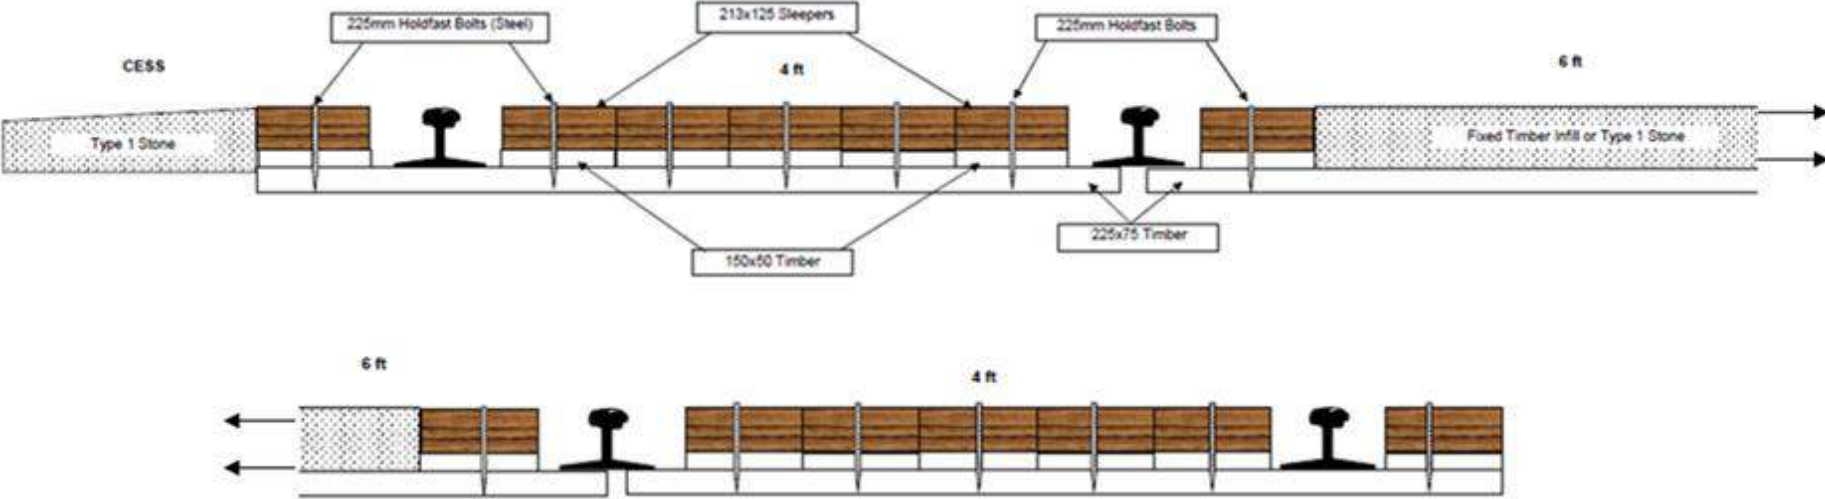 225mm Holdfast Bolts (Steel)
213x125 Sleepers
225mm Holdfast Bolts
CESS
4 ft
6 ft
Type 1 Stone
Fixed Timber Infill or Type 1 Stone
225x75 Timber
150x50 Timber
6 ft
4 ft